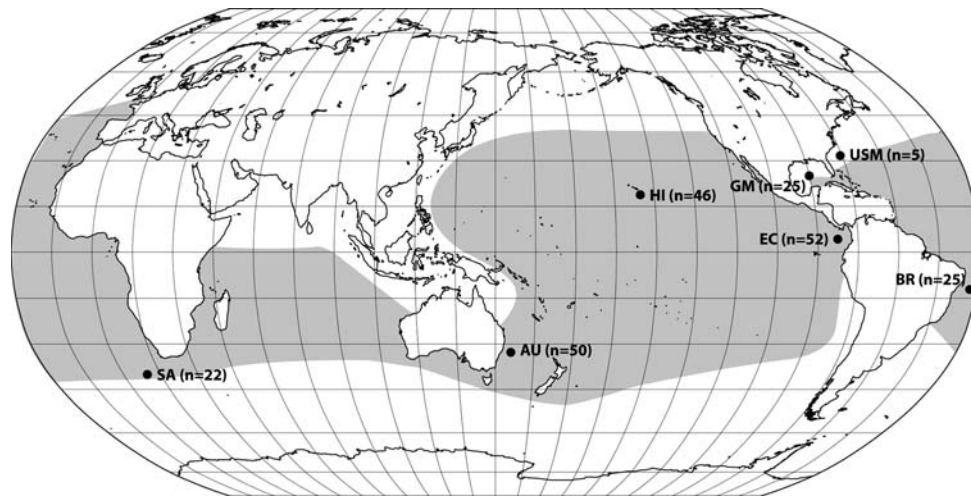 USM (n=5)
GM (n=25)
HI (n=46)
EC (n=52)
BR (n=25)
AU (n=50)
SA (n=22)